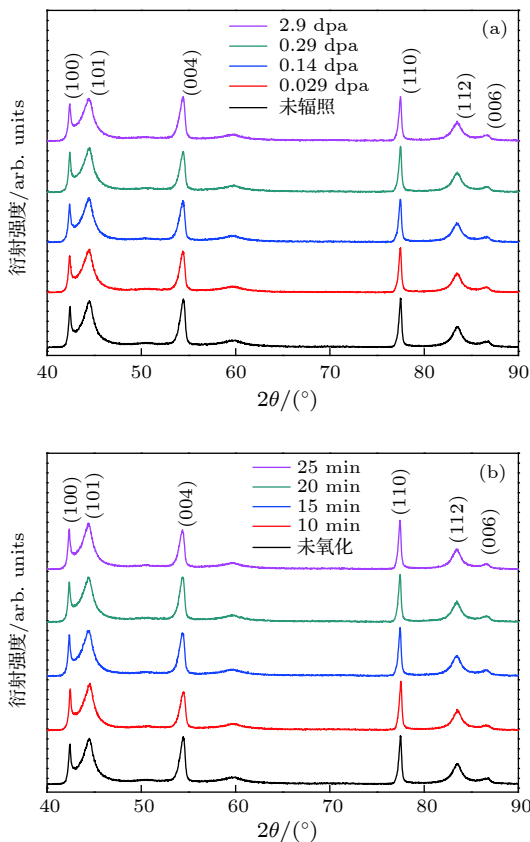 2.9 dpa
(a)
0.29 dpa
0.14 dpa
0.029 dpa
未辐照
(100)
(101)
(004)
(110)
(112)
(006)
衍射强度/arb. units
40
50
60
70
80
90
2θ/(°)
25 min
(b)
20 min
15 min
10 min
未氧化
(100)
(101)
(004)
(110)
(112)
(006)
衍射强度/arb. units
40
50
60
70
80
90
2θ/(°)